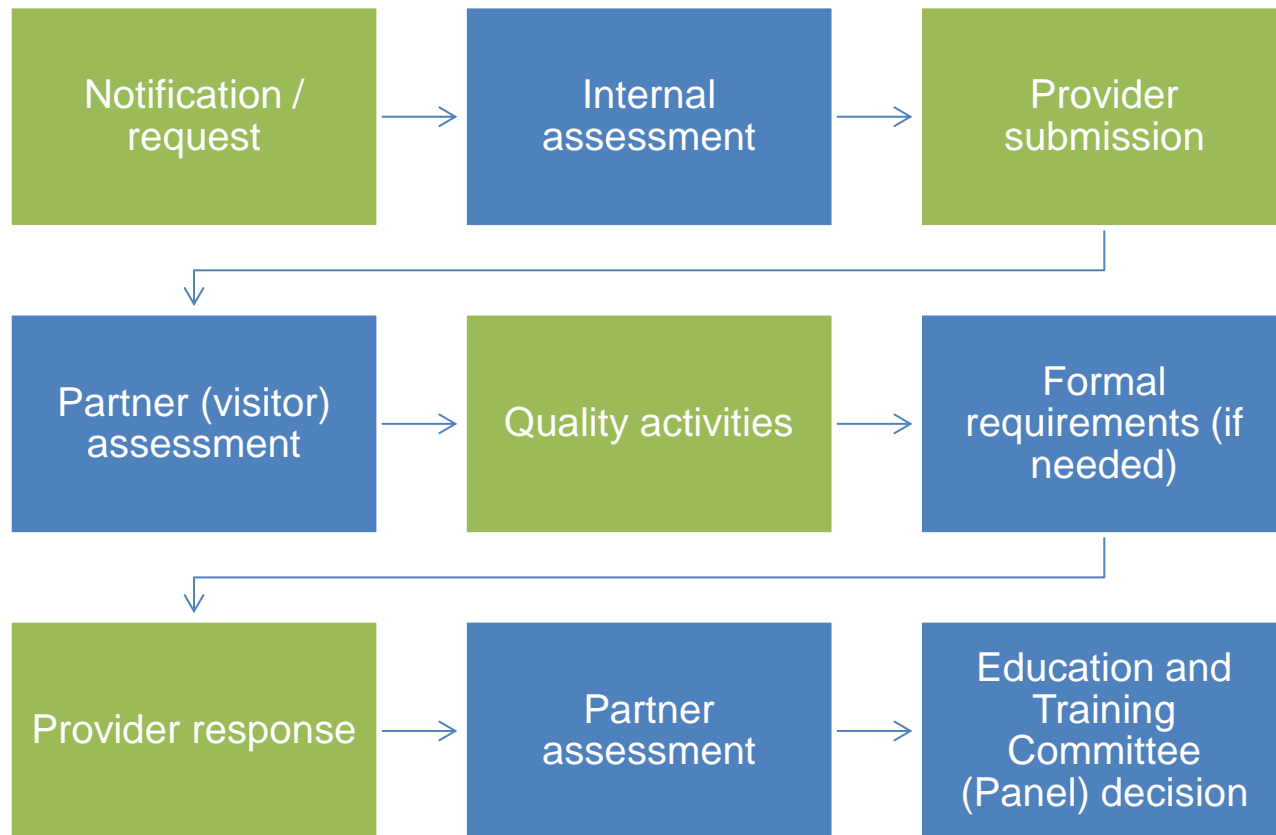 Notification /
request
Internal
assessment
Provider
submission
Partner (visitor)
assessment
Quality activities
Formal
requirements (if
needed)
Provider response
Partner
assessment
Education and
Training
Committee
(Panel) decision